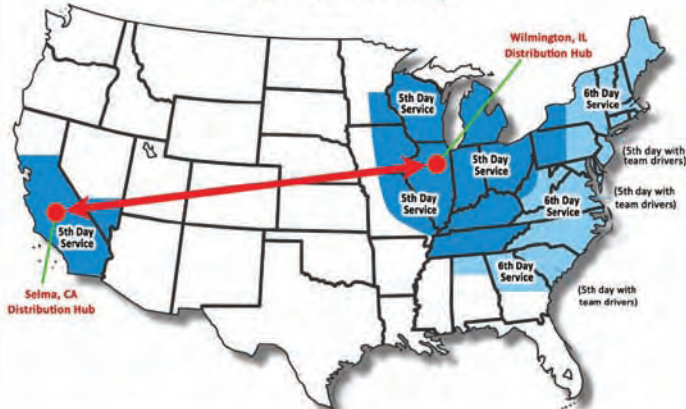 Wilmington, IL
Distribution Hub
5th Day
Service
6th Day
Service
(5th day with
team drivers)
5th Day
Service
(5th day with
team drivers)
6th Day
Service
5th Day
Service
5th Day
Service
6th Day
Service
(5th day with
team drivers)
Selma, CA
Distribution Hub